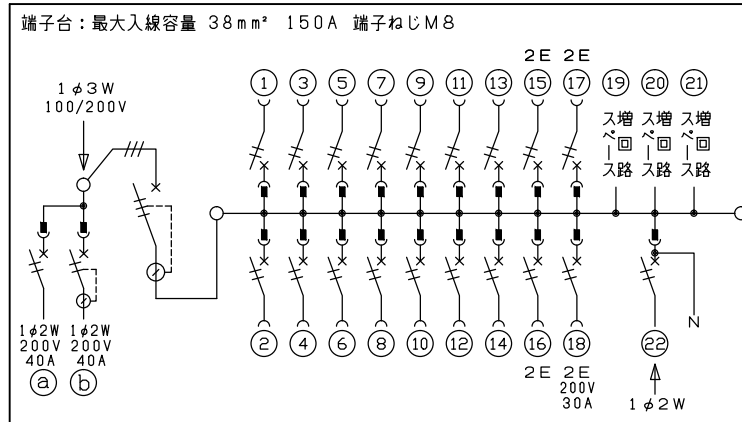 端子台：最大入線容量 38mm² 150A 端子ねじM8
2E 2E
1 3 5 7 9 11 13 15 17 19 20 21
1φ3W
100/200V
増回路スペース 増回路スペース 増回路スペース
N
1φ2W
200V
40A
a
1φ2W
200V
40A
b
2 4 6 8 10 12 14 16 18 22
2E 2E
200V
30A
1φ2W